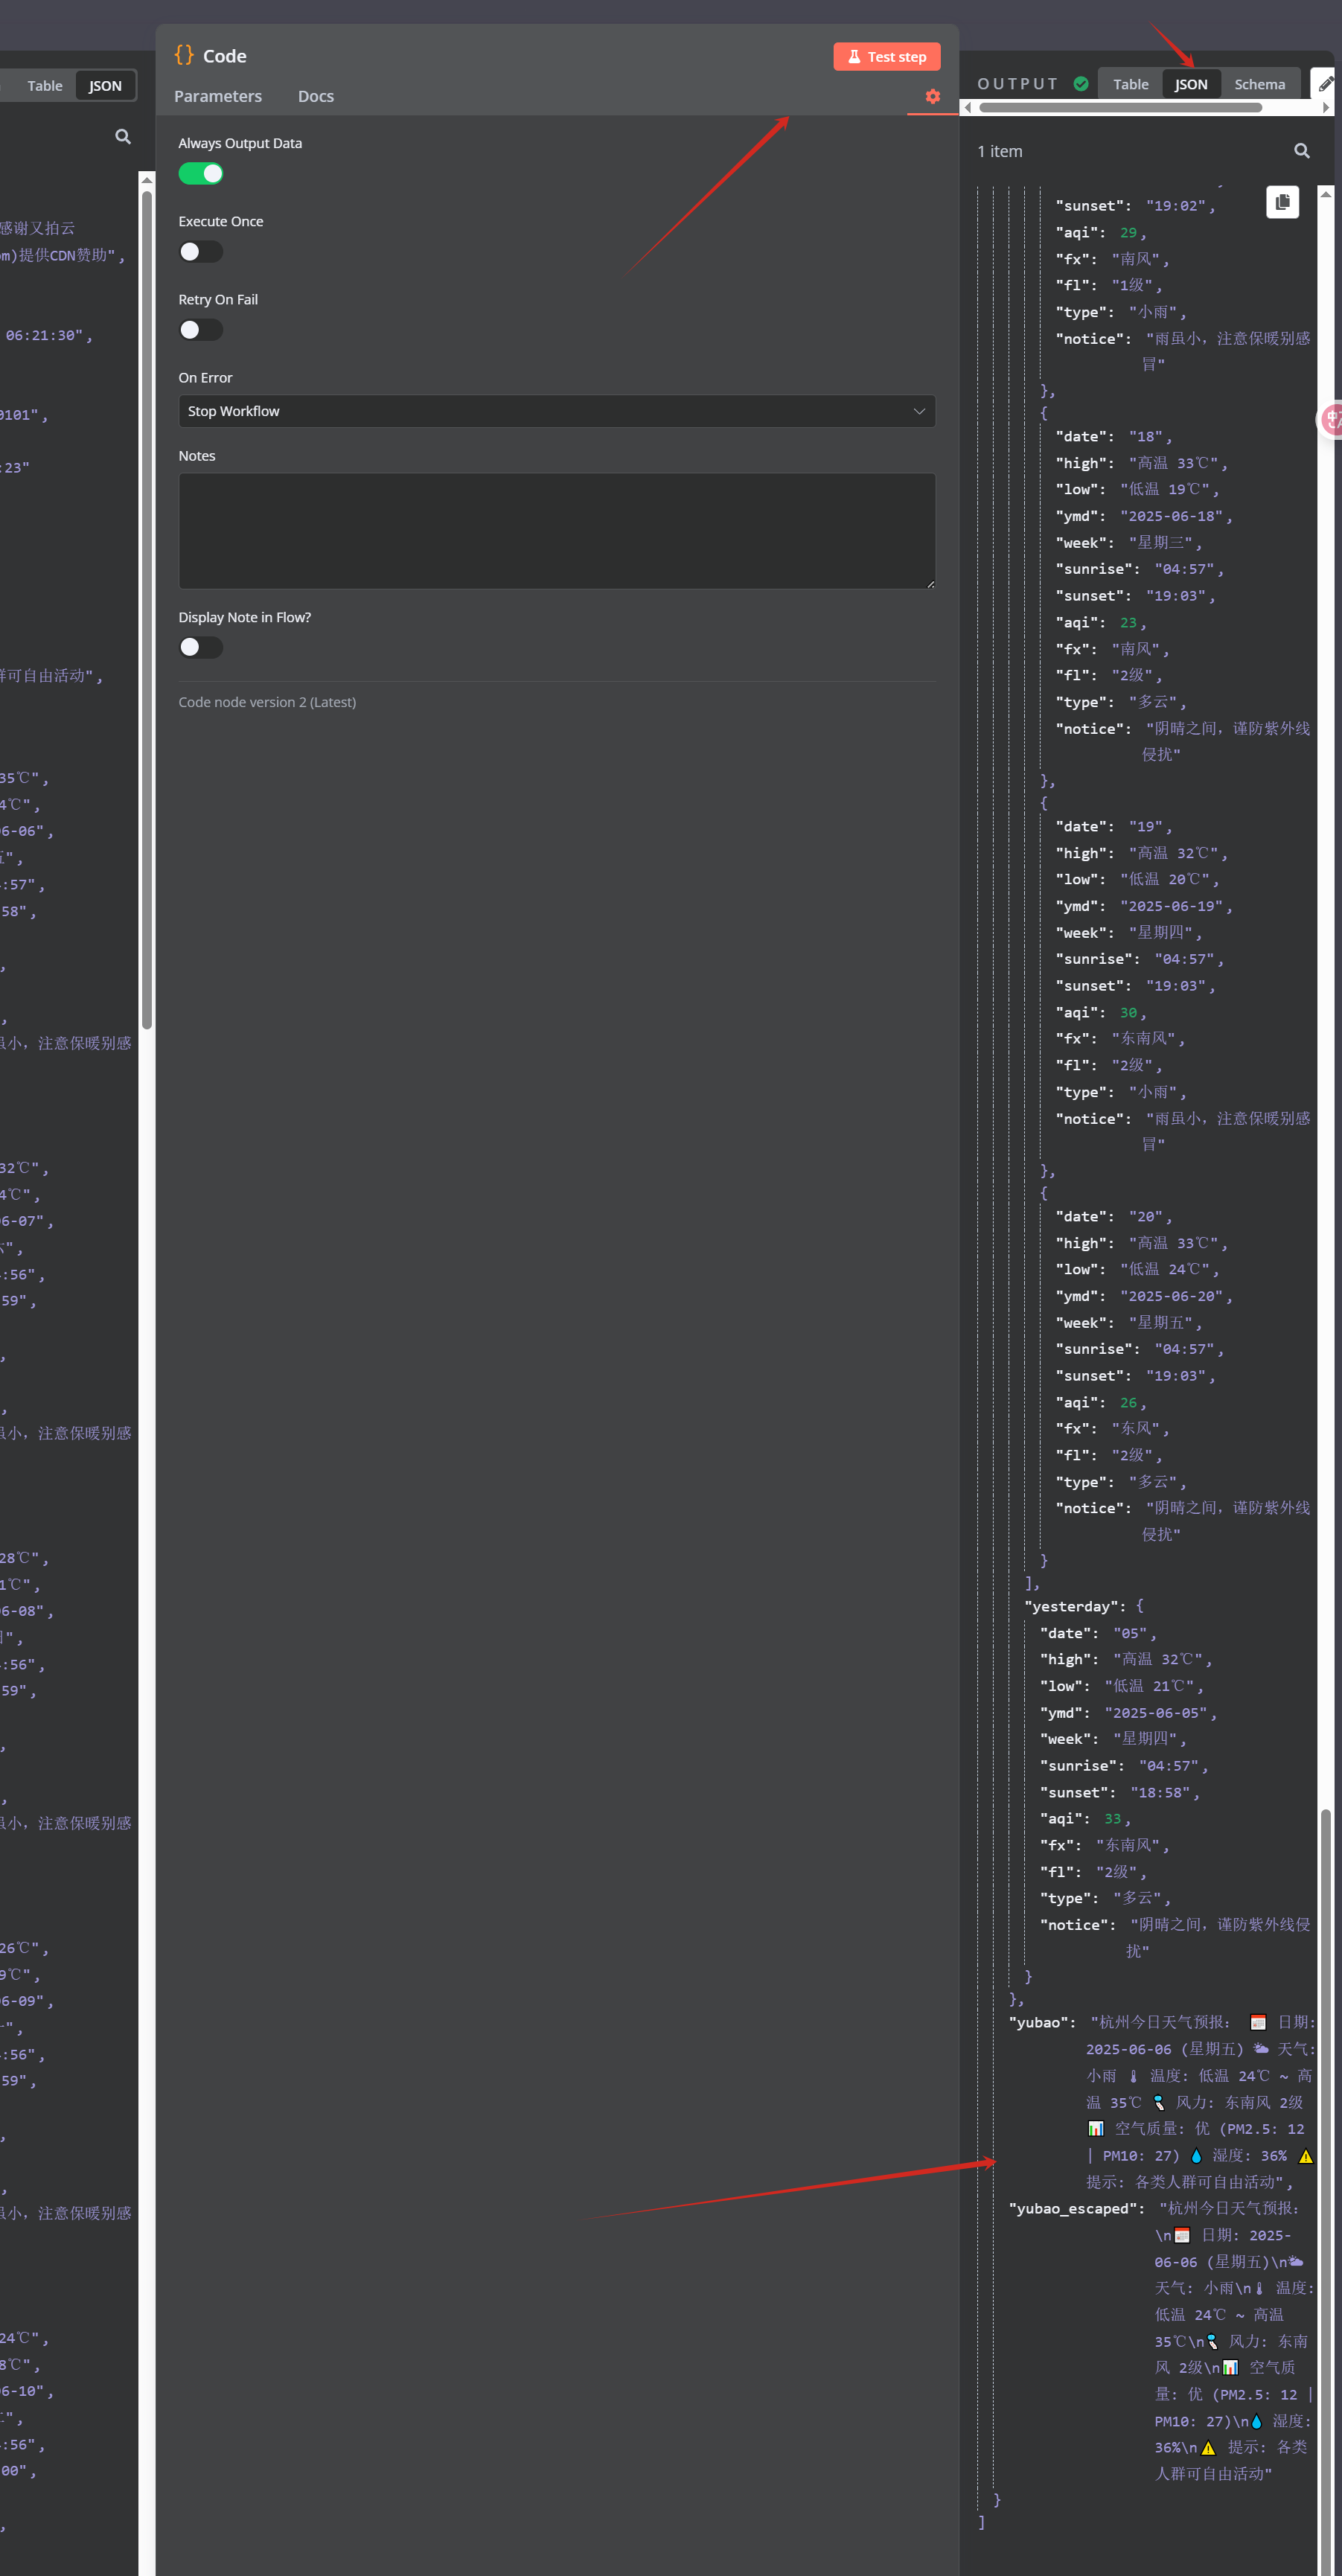 Table
JSON
感谢又拍云
m)提供CDN赞助",
06:21:30",
0101",
:23"
群可自由活动",
35℃",
4℃",
6-06",
五",
:57",
58",
,
,
虽小，注意保暖别感
32℃",
4℃",
6-07",
六",
:56",
59",
,
,
虽小，注意保暖别感
28℃",
1℃",
6-08",
日",
:56",
59",
,
,
虽小，注意保暖别感
26℃",
9℃",
6-09",
一",
:56",
59",
,
,
虽小，注意保暖别感
24℃",
8℃",
6-10",
二",
:56",
00",
,
{} Code
Test step
Parameters
Docs
Always Output Data
Execute Once
Retry On Fail
On Error
Stop Workflow
Notes
Display Note in Flow?
Code node version 2 (Latest)
OUTPUT
Table
JSON
Schema
1 item
"sunset": "19:02",
"aqi": 29,
"fx": "南风",
"fl": "1级",
"type": "小雨",
"notice": "雨虽小，注意保暖别感
冒"
},
{
"date": "18",
"high": "高温 33℃",
"low": "低温 19℃",
"ymd": "2025-06-18",
"week": "星期三",
"sunrise": "04:57",
"sunset": "19:03",
"aqi": 23,
"fx": "南风",
"fl": "2级",
"type": "多云",
"notice": "阴晴之间，谨防紫外线
侵扰"
},
{
"date": "19",
"high": "高温 32℃",
"low": "低温 20℃",
"ymd": "2025-06-19",
"week": "星期四",
"sunrise": "04:57",
"sunset": "19:03",
"aqi": 30,
"fx": "东南风",
"fl": "2级",
"type": "小雨",
"notice": "雨虽小，注意保暖别感
冒"
},
{
"date": "20",
"high": "高温 33℃",
"low": "低温 24℃",
"ymd": "2025-06-20",
"week": "星期五",
"sunrise": "04:57",
"sunset": "19:03",
"aqi": 26,
"fx": "东风",
"fl": "2级",
"type": "多云",
"notice": "阴晴之间，谨防紫外线
侵扰"
}
],
"yesterday": {
"date": "05",
"high": "高温 32℃",
"low": "低温 21℃",
"ymd": "2025-06-05",
"week": "星期四",
"sunrise": "04:57",
"sunset": "18:58",
"aqi": 33,
"fx": "东南风",
"fl": "2级",
"type": "多云",
"notice": "阴晴之间，谨防紫外线侵
扰"
}
},
"yubao": "杭州今日天气预报： 📅 日期:
2025-06-06 (星期五) 🌥 天气:
小雨 🌡 温度: 低温 24℃ ~ 高
温 35℃ 🌬 风力: 东南风 2级
📊 空气质量: 优 (PM2.5: 12
| PM10: 27) 💧 湿度: 36% ⚠
提示: 各类人群可自由活动",
"yubao_escaped": "杭州今日天气预报：
\n📅 日期: 2025-
06-06 (星期五)\n🌥
天气: 小雨\n🌡 温度:
低温 24℃ ~ 高温
35℃\n🌬 风力: 东南
风 2级\n📊 空气质
量: 优 (PM2.5: 12 |
PM10: 27)\n💧 湿度:
36%\n⚠ 提示: 各类
人群可自由活动"
}
]